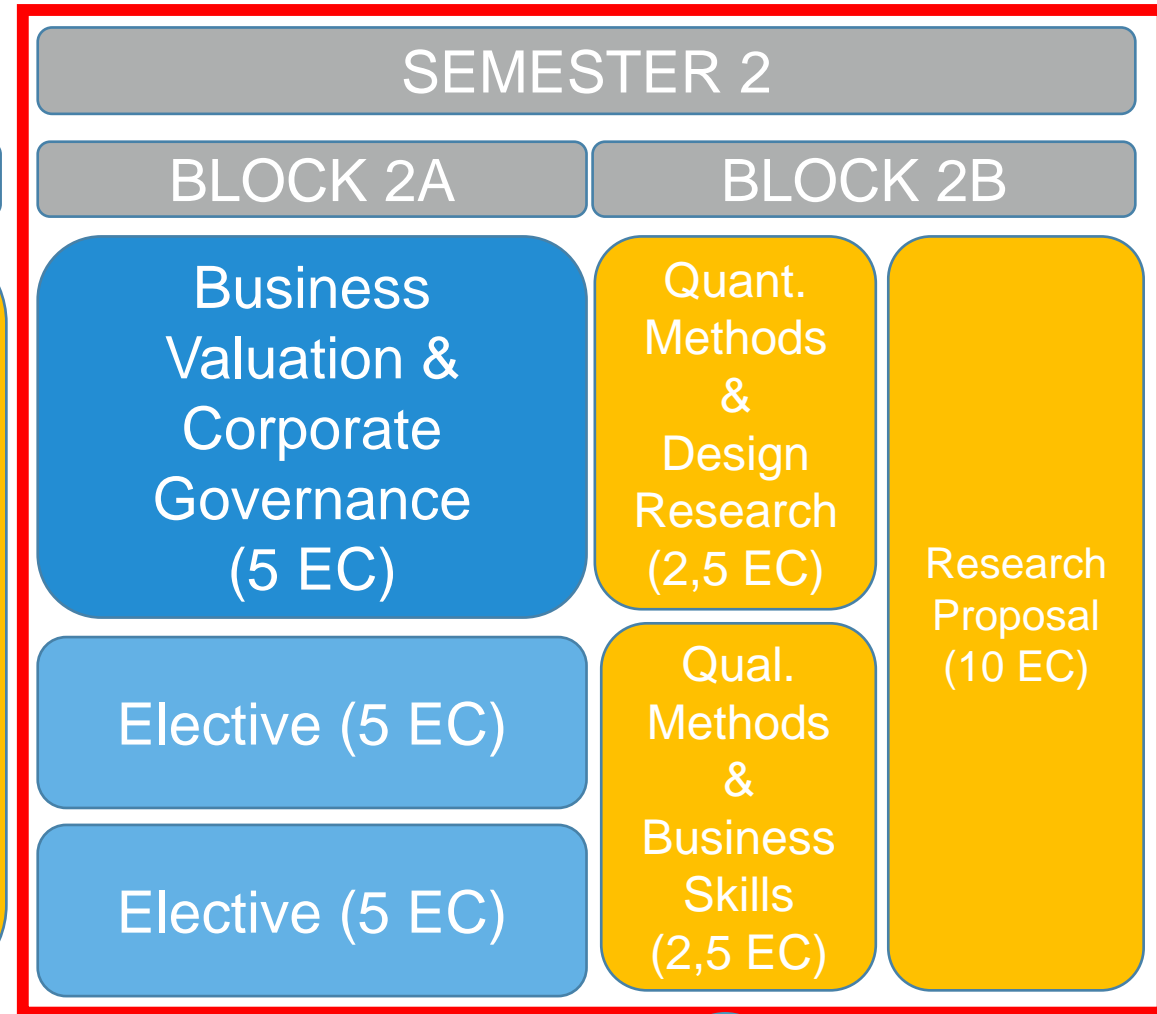 SEMESTER 2
BLOCK 2A
BLOCK 2B
Business
Valuation &
Corporate
Governance
(5 EC)
Elective (5 EC)
Elective (5 EC)
Quant.
Methods
&
Design
Research
(2,5 EC)
Qual.
Methods
&
Business
Skills
(2,5 EC)
Research
Proposal
(10 EC)